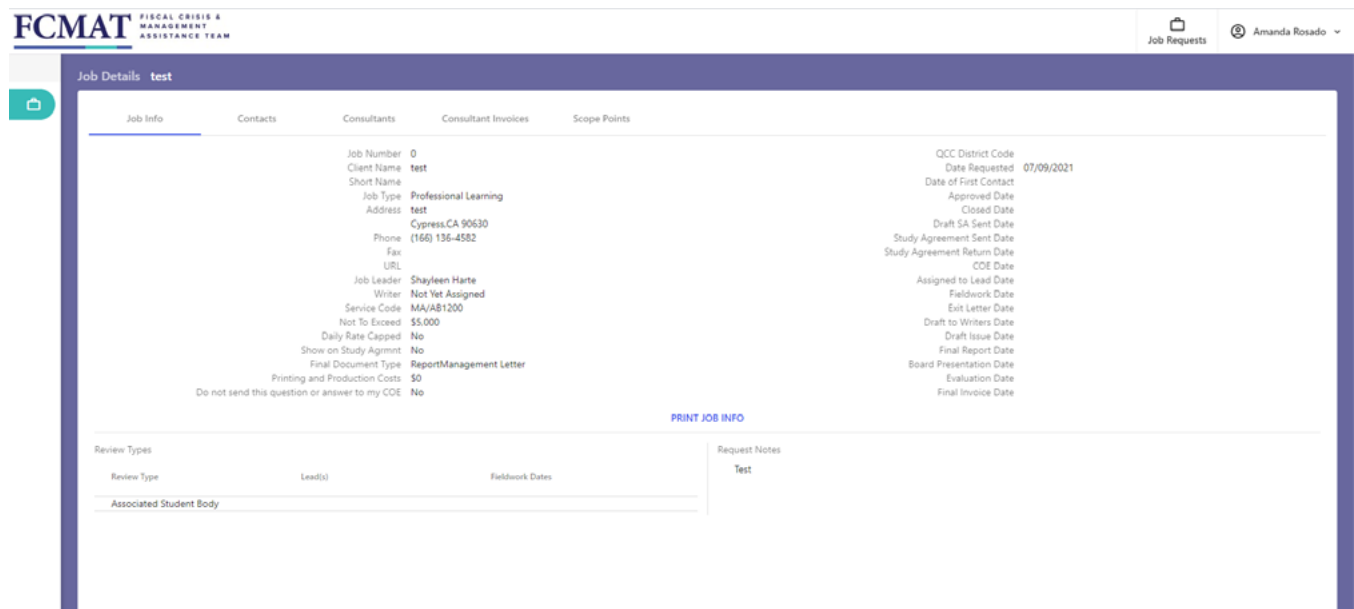 FCMAT FISCAL CRISIS &
MANAGEMENT
ASSISTANCE TEAM
Job Requests
Amanda Rosado
Job Details test
Job Info Contacts Consultants Consultant Invoices Scope Points
Job Number 0
Client Name test
Short Name
Job Type Professional Learning
Address test
Cypress,CA 90630
Phone (166) 136-4582
Fax
URL
Job Leader Shayleen Harte
Writer Not Yet Assigned
Service Code MA/AB1200
Not To Exceed $5,000
Daily Rate Capped No
Show on Study Agrmnt No
Final Document Type ReportManagement Letter
Printing and Production Costs $0
Do not send this question or answer to my COE No
QCC District Code
Date Requested 07/09/2021
Date of First Contact
Approved Date
Closed Date
Draft SA Sent Date
Study Agreement Sent Date
Study Agreement Return Date
COE Date
Assigned to Lead Date
Fieldwork Date
Exit Letter Date
Draft to Writers Date
Draft Issue Date
Final Report Date
Board Presentation Date
Evaluation Date
Final Invoice Date
PRINT JOB INFO
Review Types
Review Type Lead(s) Fieldwork Dates
Associated Student Body
Request Notes
Test